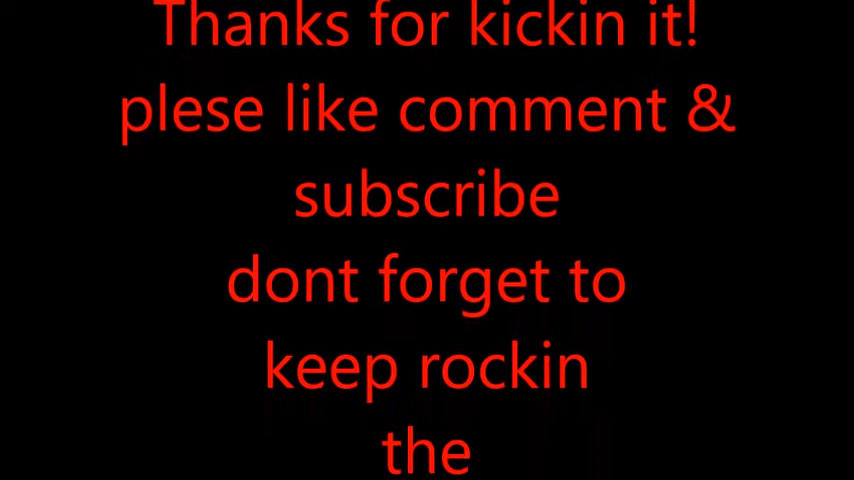 Thanks for kickin it!
plese like comment &
subscribe
dont forget to
keep rockin
the